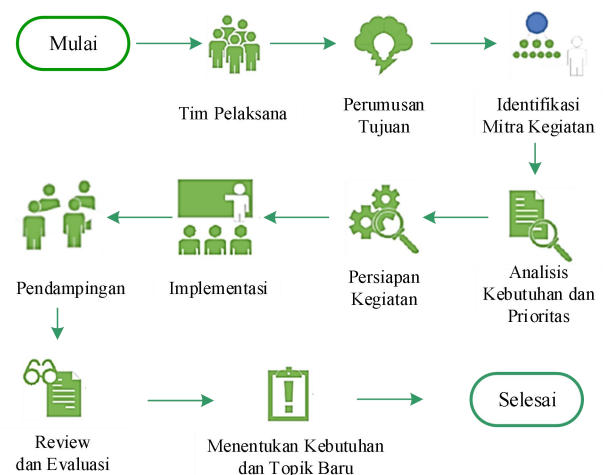 Mulai
Tim Pelaksana
Perumusan
Tujuan
Identifikasi
Mitra Kegiatan
Analisis
Kebutuhan dan
Prioritas
Persiapan
Kegiatan
Implementasi
Pendampingan
Review
dan Evaluasi
Menentukan Kebutuhan
dan Topik Baru
Selesai